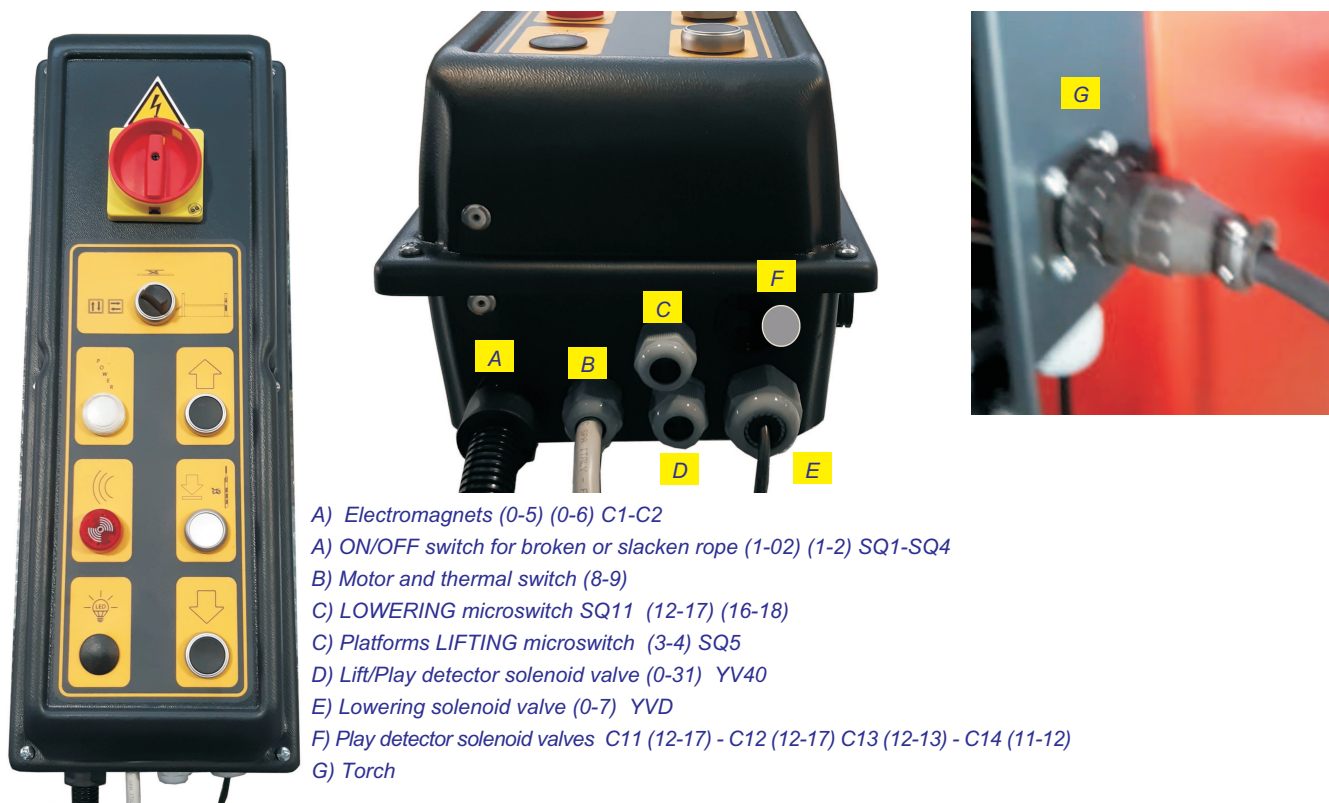 POWER
LED
A
B
C
D
E
F
G
A) Electromagnets (0-5) (0-6) C1-C2
A) ON/OFF switch for broken or slacken rope (1-02) (1-2) SQ1-SQ4
B) Motor and thermal switch (8-9)
C) LOWERING microswitch SQ11 (12-17) (16-18)
C) Platforms LIFTING microswitch (3-4) SQ5
D) Lift/Play detector solenoid valve (0-31) YV40
E) Lowering solenoid valve (0-7) YVD
F) Play detector solenoid valves C11 (12-17) - C12 (12-17) C13 (12-13) - C14 (11-12)
G) Torch